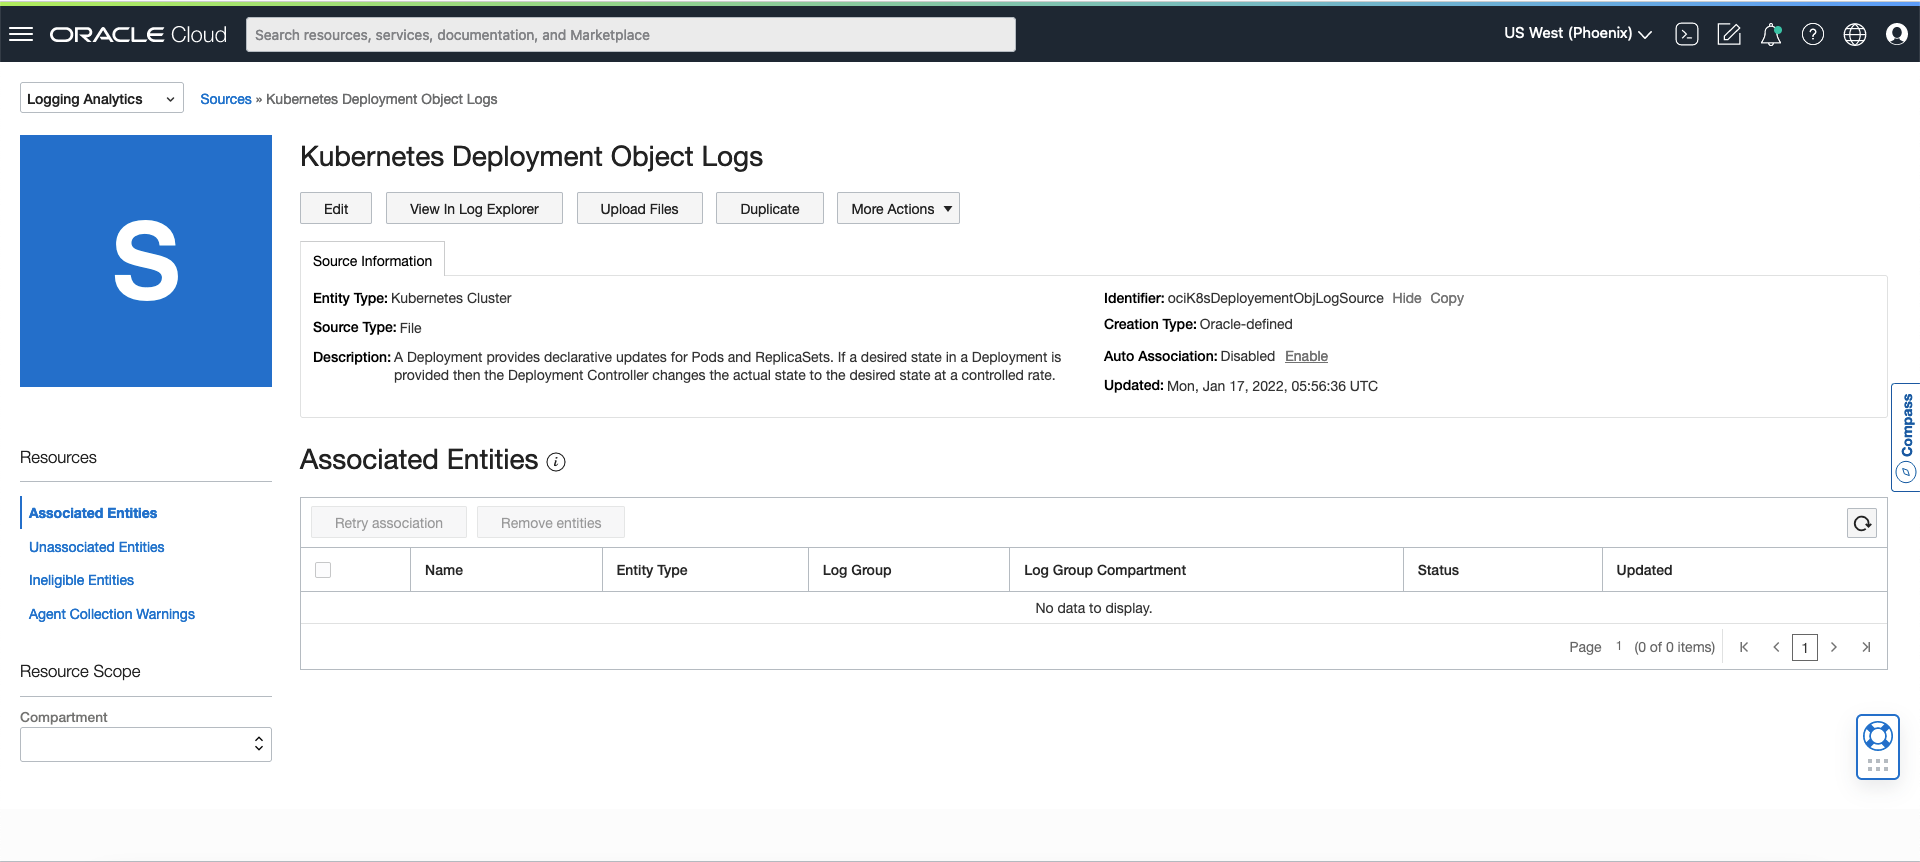 ORACLE Cloud
Search resources, services, documentation, and Marketplace
US West (Phoenix)
Logging Analytics
Sources » Kubernetes Deployment Object Logs
S
Kubernetes Deployment Object Logs
Edit
View In Log Explorer
Upload Files
Duplicate
More Actions
Source Information
Entity Type: Kubernetes Cluster
Source Type: File
Description: A Deployment provides declarative updates for Pods and ReplicaSets. If a desired state in a Deployment is
provided then the Deployment Controller changes the actual state to the desired state at a controlled rate.
Identifier: ociK8sDeployementObjLogSource Hide Copy
Creation Type: Oracle-defined
Auto Association: Disabled Enable
Updated: Mon, Jan 17, 2022, 05:56:36 UTC
Compass
Resources
Associated Entities
Unassociated Entities
Ineligible Entities
Agent Collection Warnings
Resource Scope
Compartment
Associated Entities i
Retry association
Remove entities
Name Entity Type Log Group Log Group Compartment Status Updated
No data to display.
Page 1 (0 of 0 items) 1